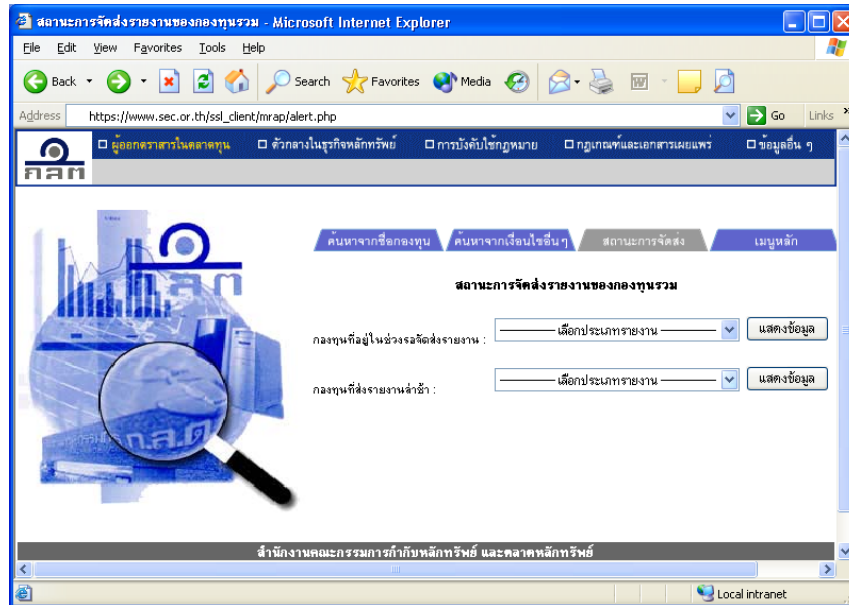 สถานะการจัดส่งรายงานของกองทุนรวม - Microsoft Internet Explorer
File Edit View Favorites Tools Help
Back Search Favorites Media
Address https://www.sec.or.th/ssl_client/mrap/alert.php Go Links »
ผู้ออกตราสารในตลาดทุน ตัวกลางในธุรกิจหลักทรัพย์ การบังคับใช้กฎหมาย กฎเกณฑ์และเอกสารเผยแพร่ ข้อมูลอื่น ๆ
กลต
ค้นหาจากชื่อกองทุน ค้นหาจากเงื่อนไขอื่นๆ สถานะการจัดส่ง เมนูหลัก
กลต
สถานะการจัดส่งรายงานของกองทุนรวม
กองทุนที่อยู่ในช่วงรอจัดส่งรายงาน : เลือกประเภทรายงาน แสดงข้อมูล
กองทุนที่ส่งรายงานล่าช้า : เลือกประเภทรายงาน แสดงข้อมูล
ก.ล.ต.
สำนักงานคณะกรรมการกำกับหลักทรัพย์ และตลาดหลักทรัพย์
Local intranet